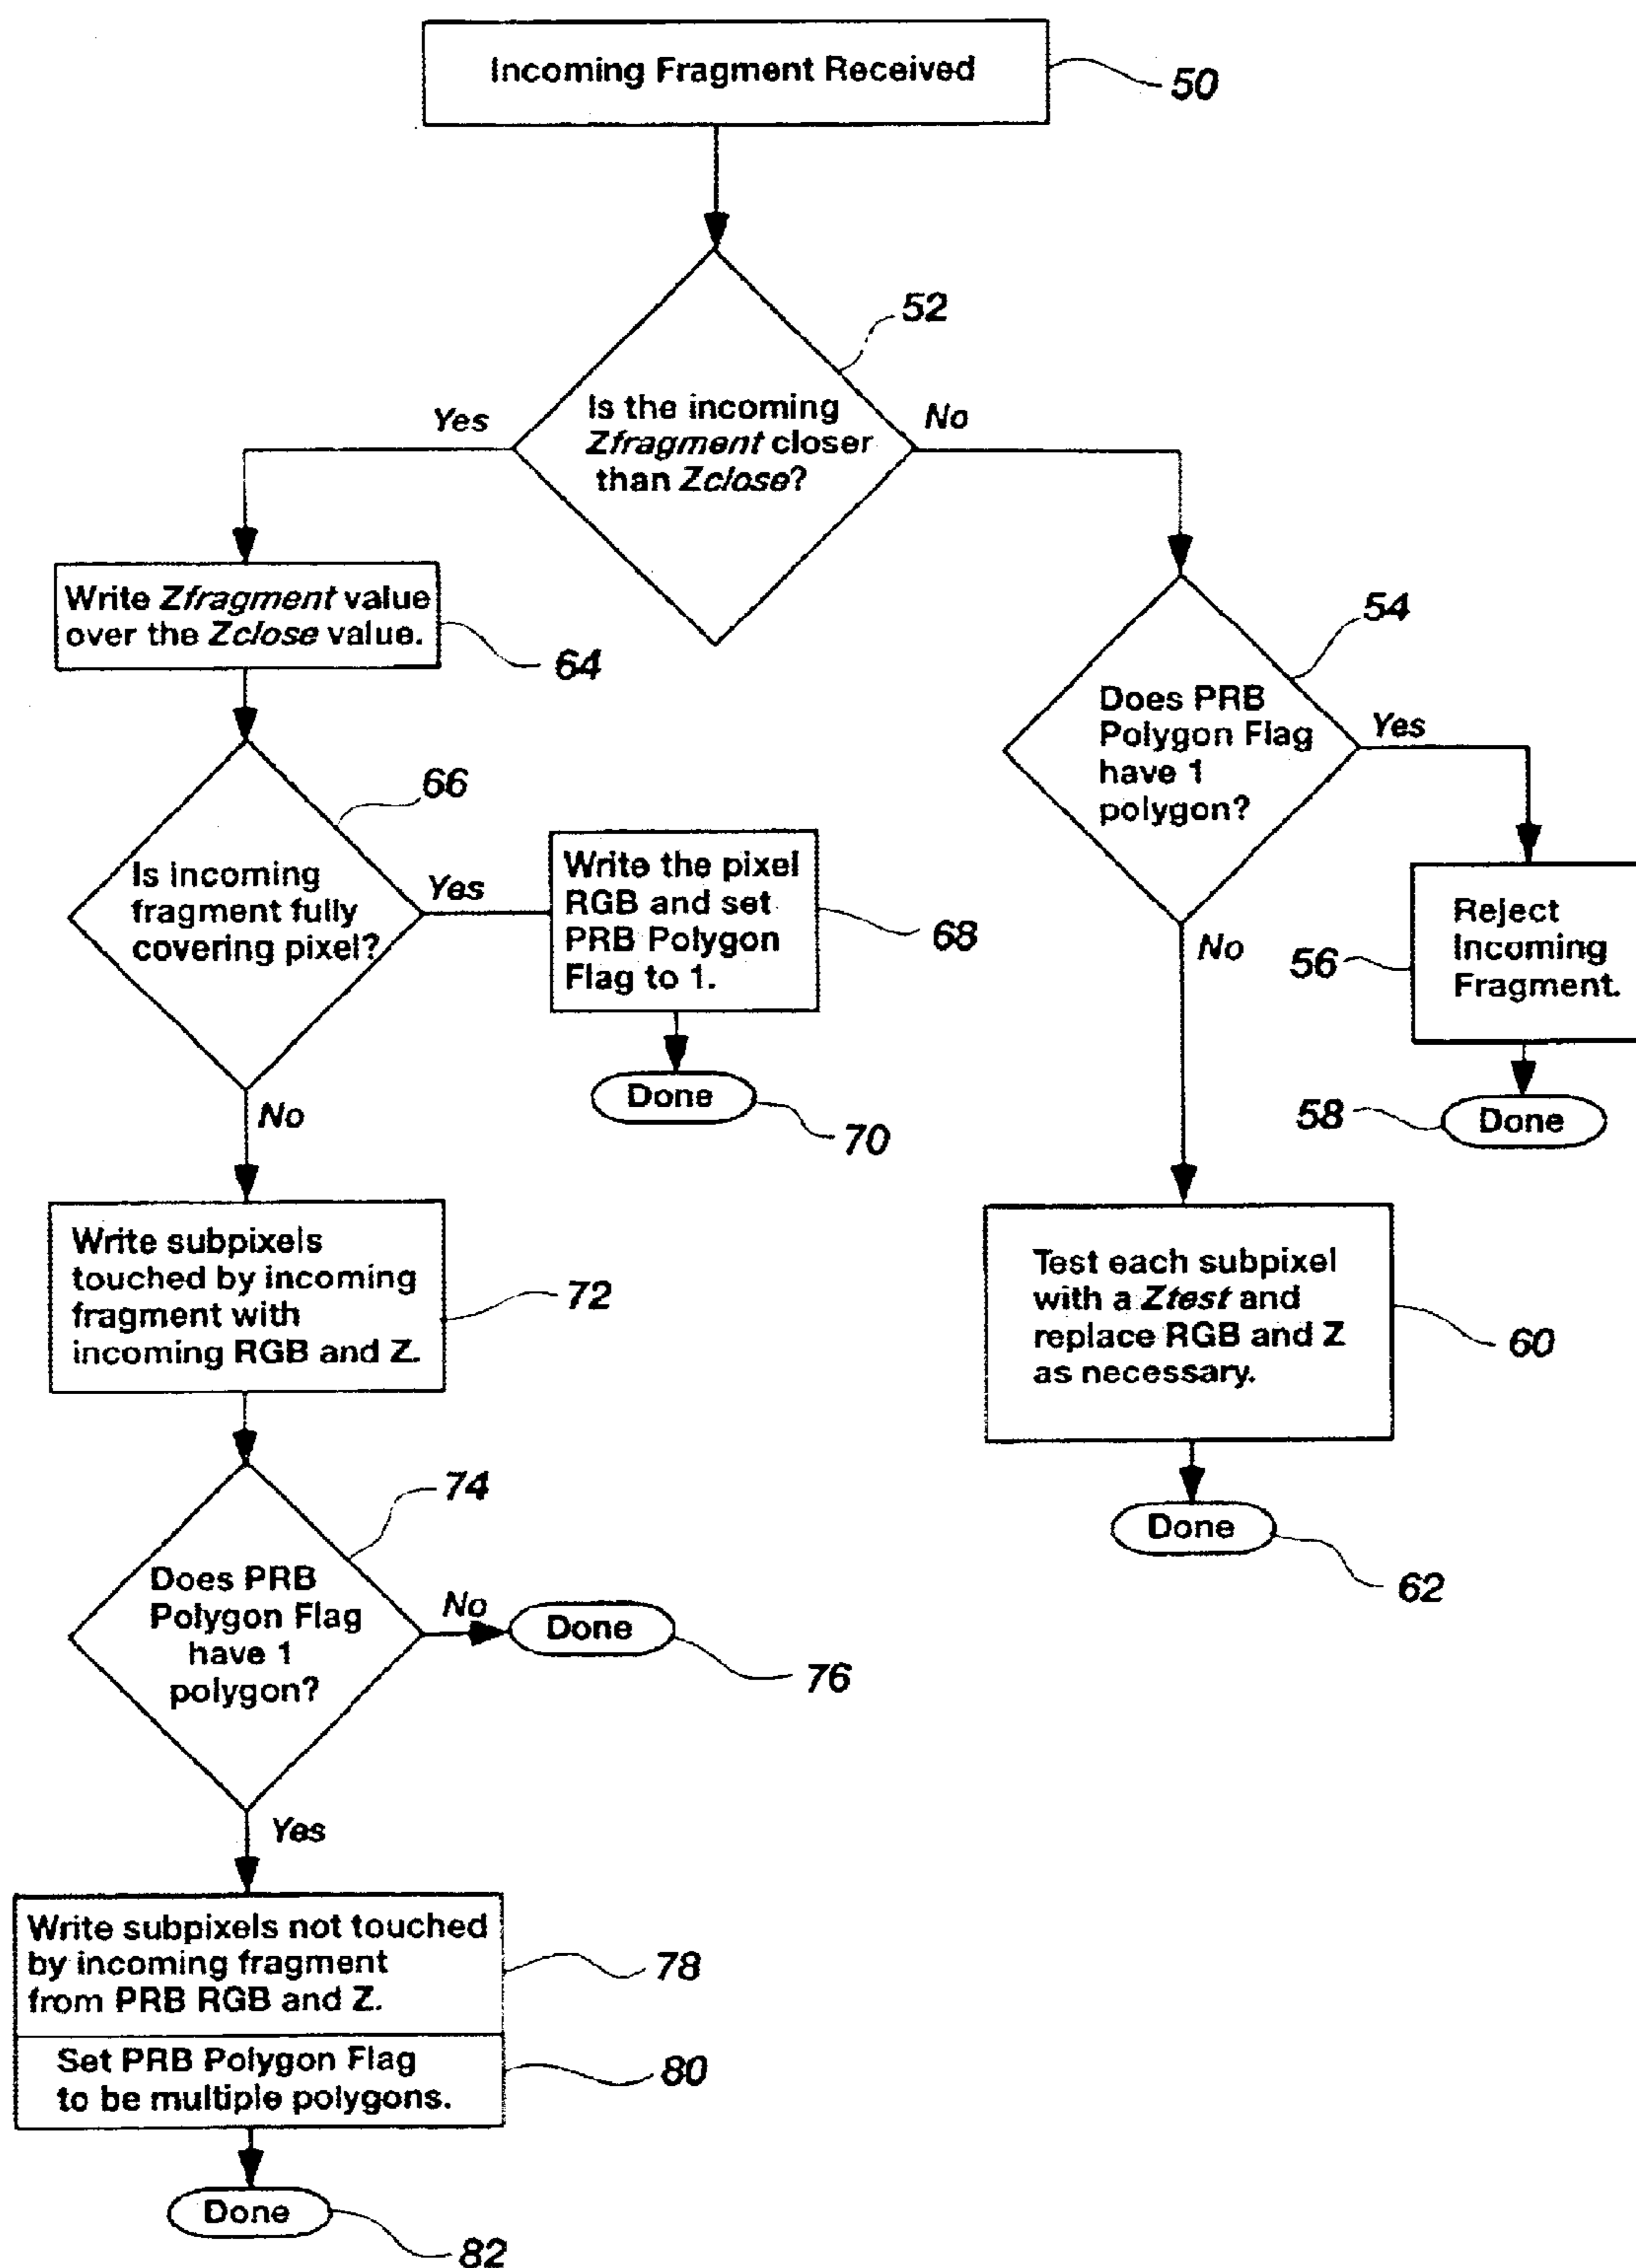 Incoming Fragment Received
50
52
Is the incoming
Zfragment closer
than Zclose?
Yes
No
Write Zfragment value
over the Zclose value.
64
54
Does PRB
Polygon Flag
have 1
polygon?
Yes
No
66
Is incoming
fragment fully
covering pixel?
Yes
No
Write the pixel
RGB and set
PRB Polygon
Flag to 1.
68
Done
70
Reject
Incoming
Fragment.
56
Done
58
Write subpixels
touched by incoming
fragment with
incoming RGB and Z.
72
Test each subpixel
with a Ztest and
replace RGB and Z
as necessary.
60
Done
62
74
Does PRB
Polygon Flag
have 1
polygon?
No
Done
76
Yes
Write subpixels not touched
by incoming fragment
from PRB RGB and Z.
78
Set PRB Polygon Flag
to be multiple polygons.
80
Done
82